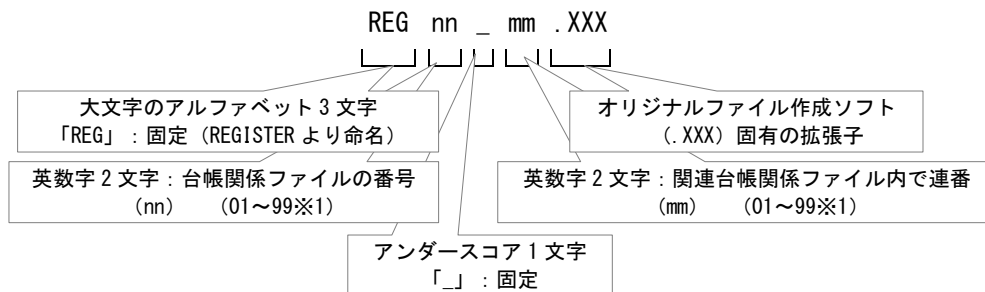 REG nn _ mm .XXX
大文字のアルファベット3文字
「REG」:固定(REGISTERより命名)
オリジナルファイル作成ソフト
(.XXX)固有の拡張子
英数字2文字:台帳関係ファイルの番号
(nn) (01~99※1)
英数字2文字:関連台帳関係ファイル内で連番
(mm) (01~99※1)
アンダースコア1文字
「_」:固定